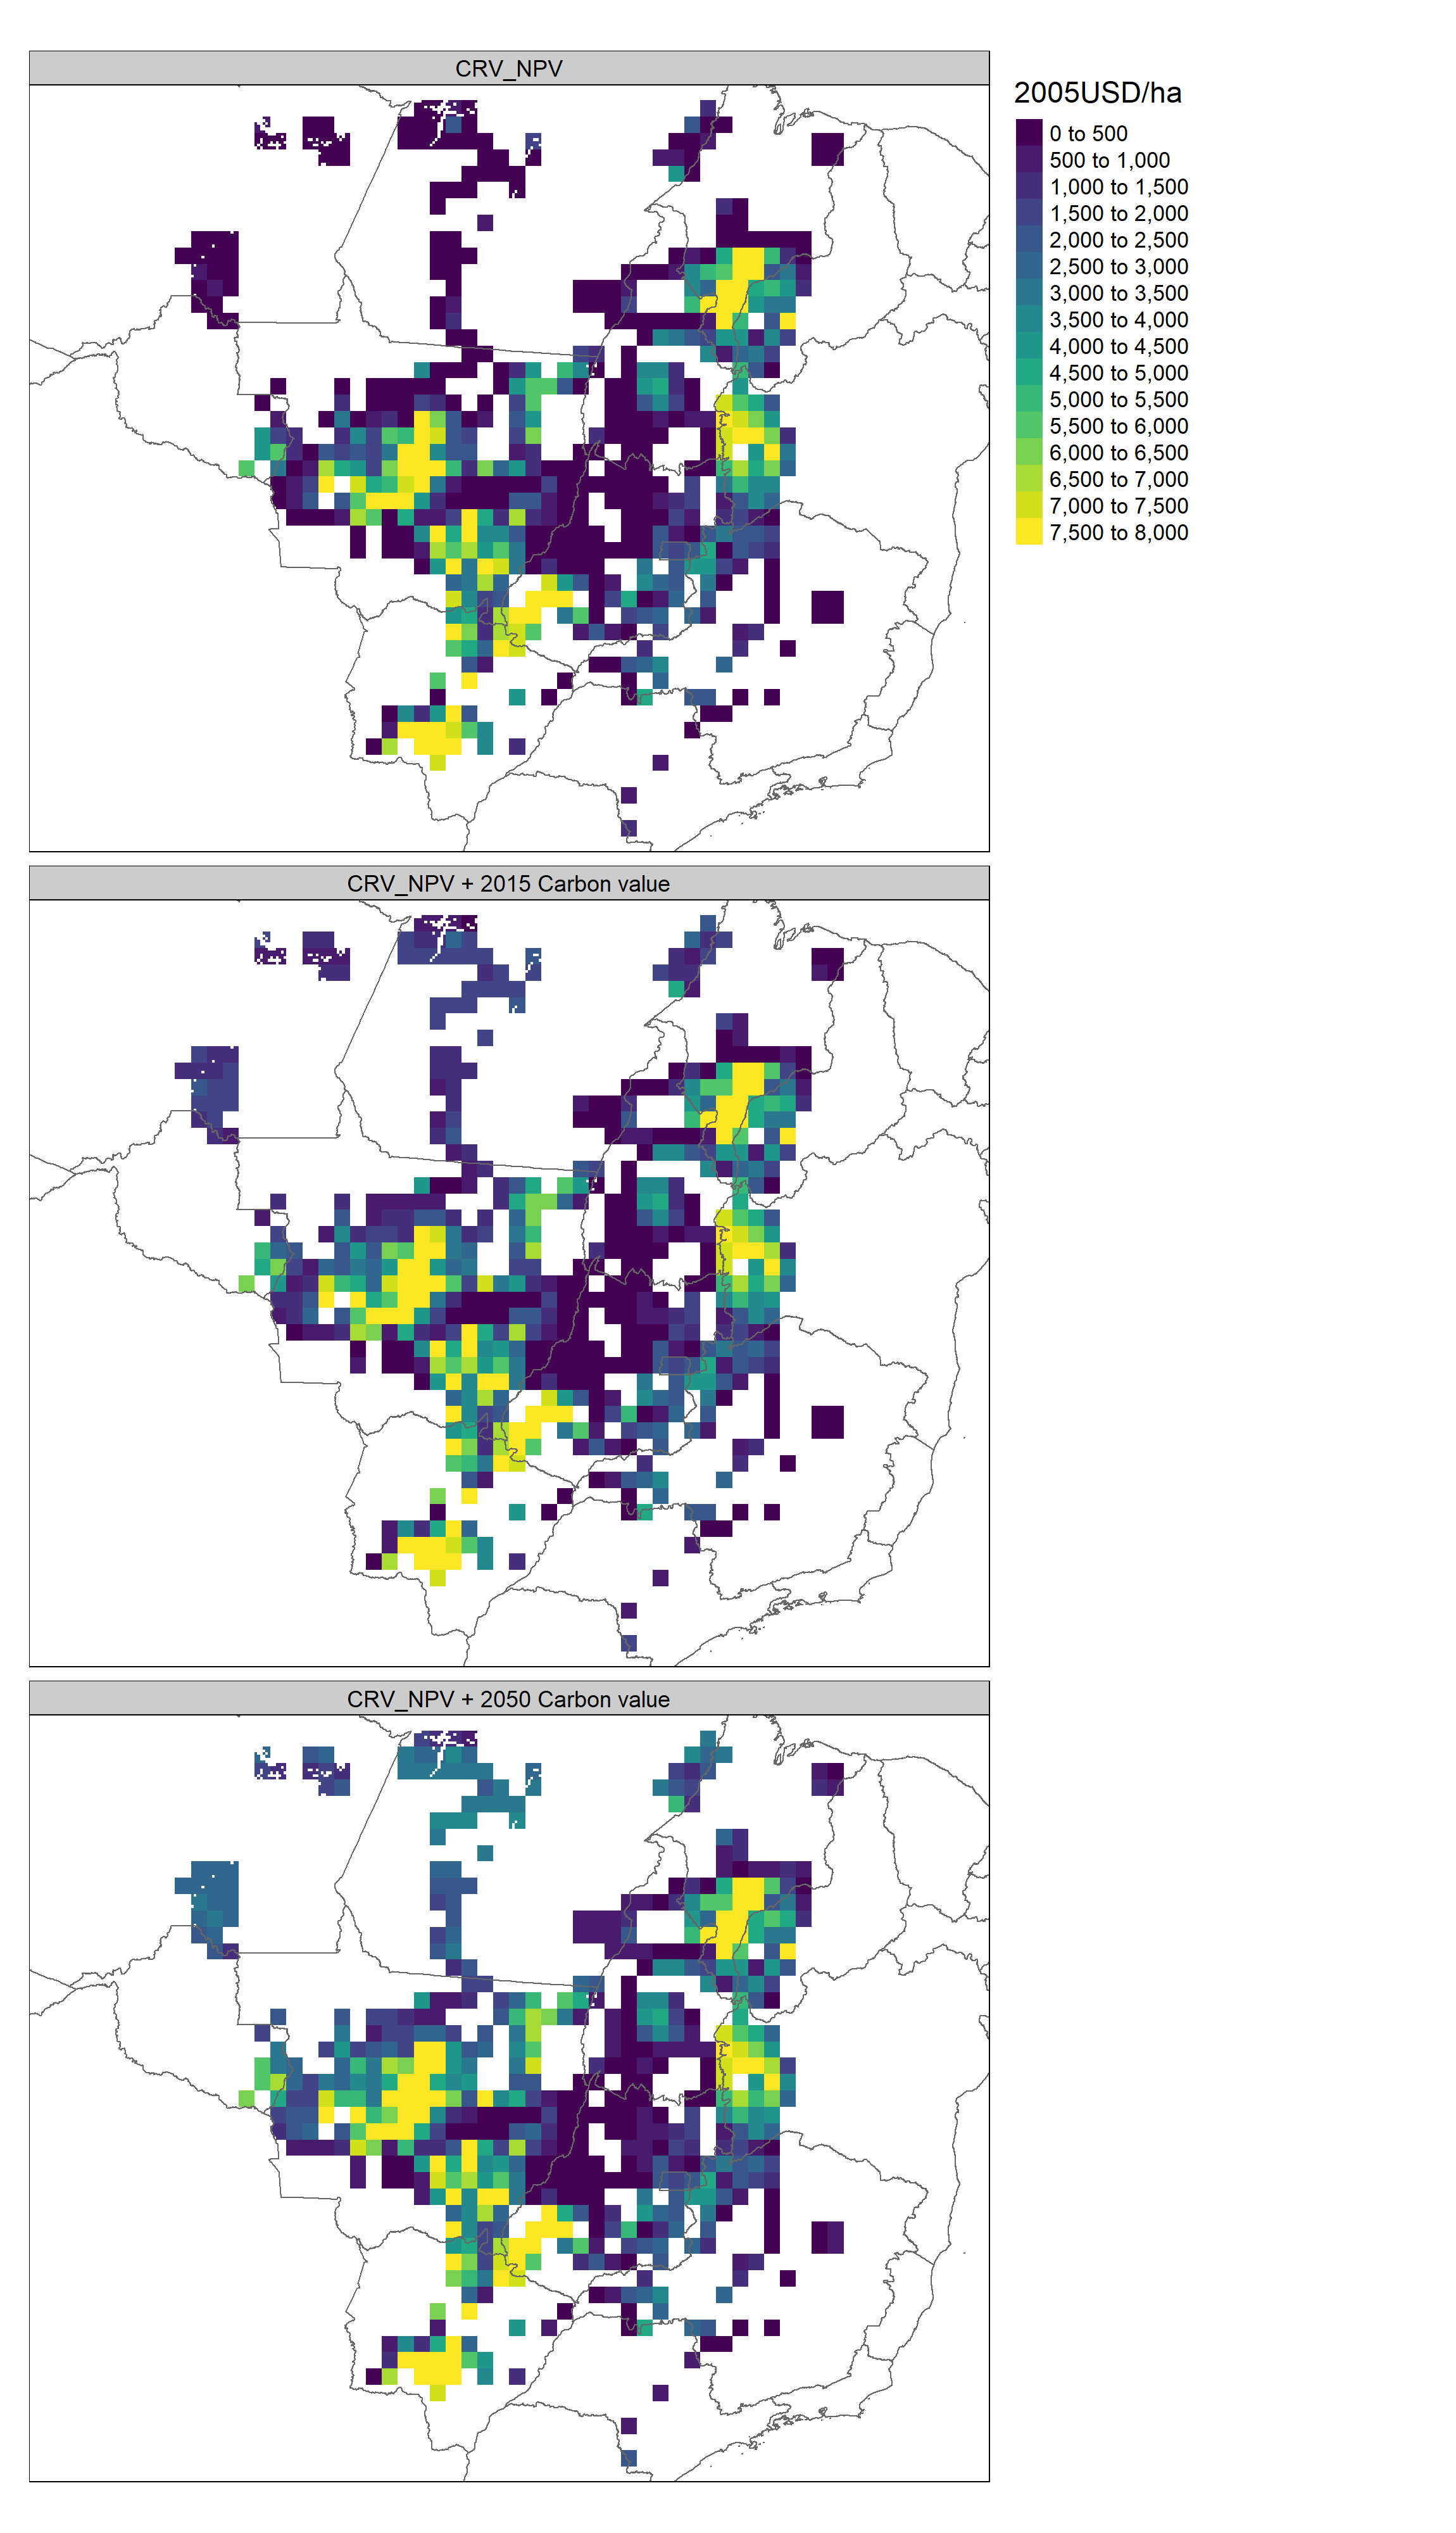 CRV_NPV
2005USD/ha
0 to 500
500 to 1,000
1,000 to 1,500
1,500 to 2,000
2,000 to 2,500
2,500 to 3,000
3,000 to 3,500
3,500 to 4,000
4,000 to 4,500
4,500 to 5,000
5,000 to 5,500
5,500 to 6,000
6,000 to 6,500
6,500 to 7,000
7,000 to 7,500
7,500 to 8,000
CRV_NPV + 2015 Carbon value
CRV_NPV + 2050 Carbon value